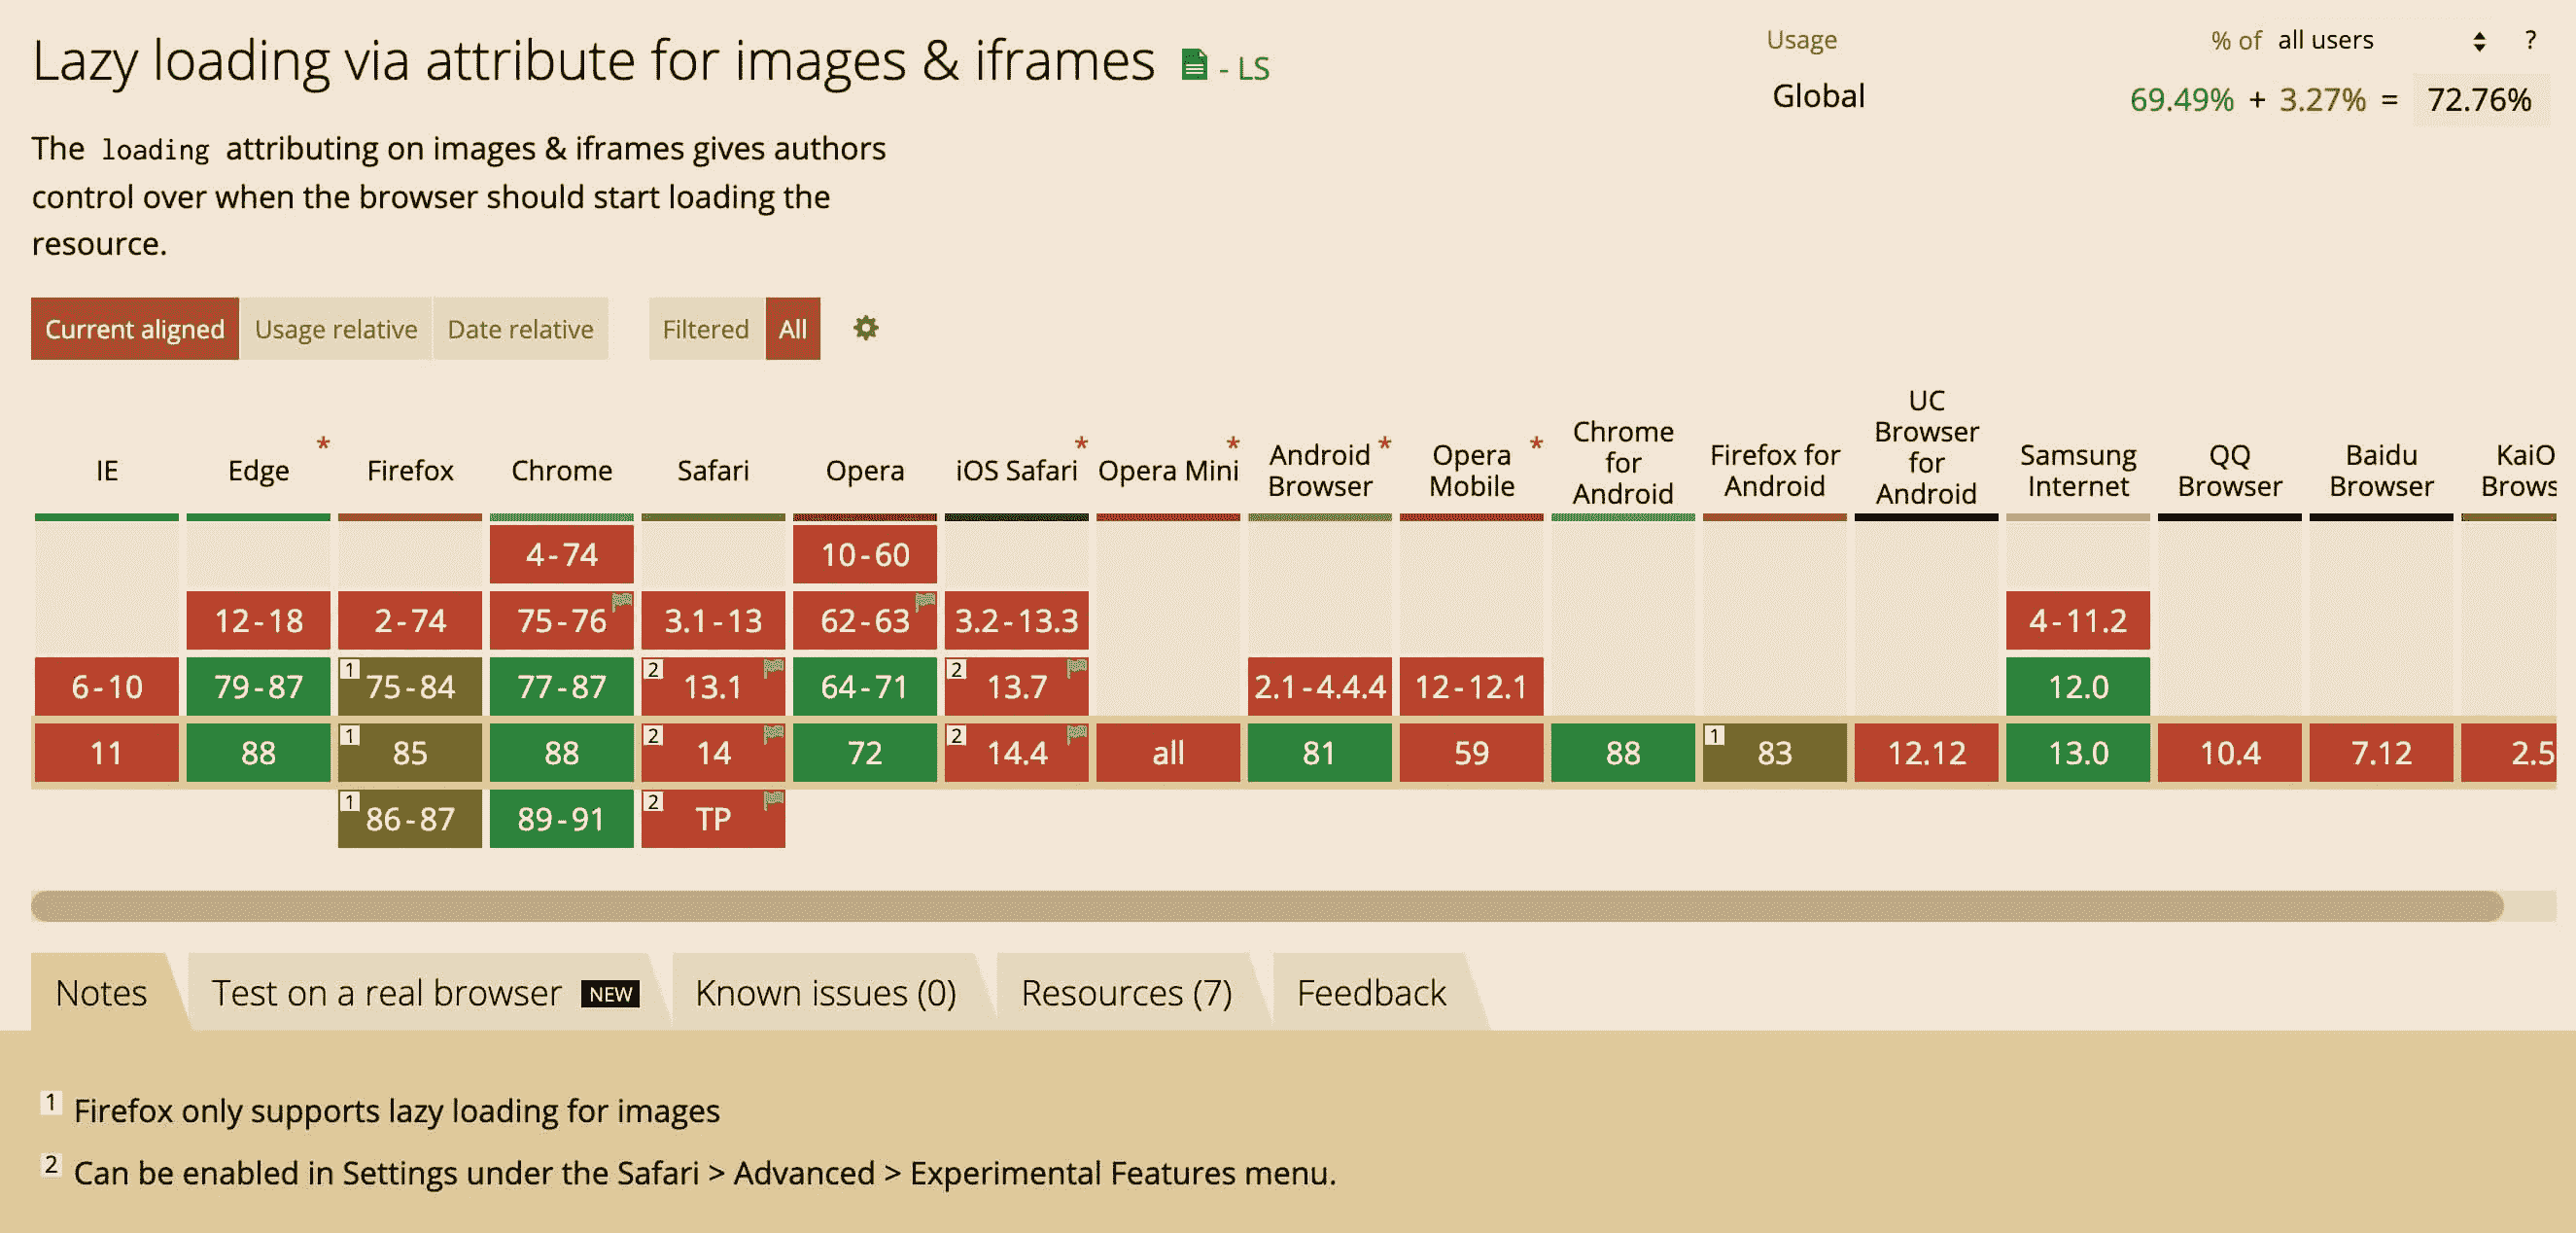 Lazy loading via attribute for images & iframes - LS
Usage % of all users ?
Global 69.49% + 3.27% = 72.76%
The loading attributing on images & iframes gives authors
control over when the browser should start loading the
resource.
Current aligned Usage relative Date relative Filtered All
IE Edge * Firefox Chrome Safari Opera iOS Safari * Opera Mini * Android Browser * Opera Mobile * Chrome for Android Firefox for Android UC Browser for Android Samsung Internet QQ Browser Baidu Browser KaiO Brows
4-74 10-60
12-18 2-74 75-76 3.1-13 62-63 3.2-13.3 4-11.2
6-10 79-87 1 75-84 77-87 2 13.1 64-71 2 13.7 2.1-4.4.4 12-12.1 12.0
11 88 1 85 88 2 14 72 2 14.4 all 81 59 88 1 83 12.12 13.0 10.4 7.12 2.5
1 86-87 89-91 2 TP
Notes Test on a real browser NEW Known issues (0) Resources (7) Feedback
1 Firefox only supports lazy loading for images
2 Can be enabled in Settings under the Safari > Advanced > Experimental Features menu.